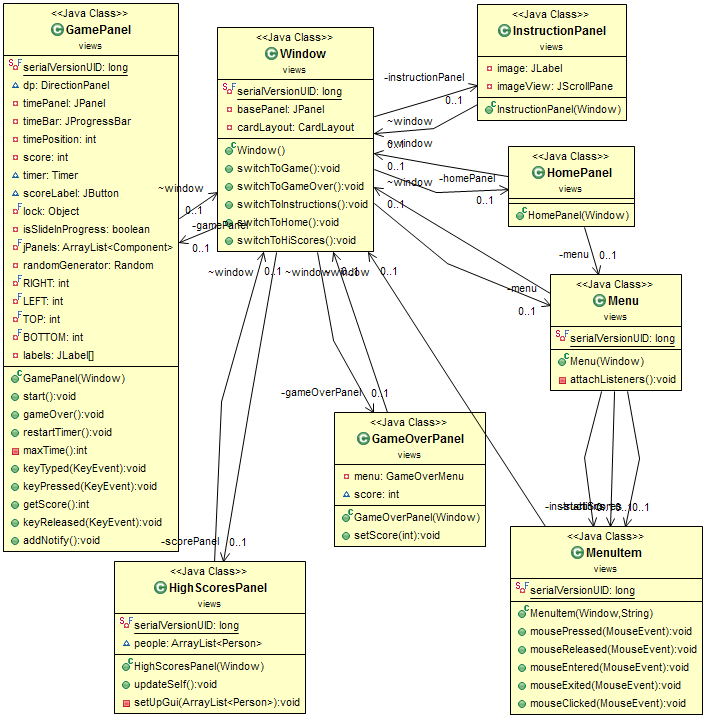 <<Java Class>>
GamePanel
views
serialVersionUID: long
dp: DirectionPanel
timePanel: JPanel
timeBar: JProgressBar
timePosition: int
score: int
timer: Timer
scoreLabel: JButton
lock: Object
isSlideInProgress: boolean
jPanels: ArrayList<Component>
randomGenerator: Random
RIGHT: int
LEFT: int
TOP: int
BOTTOM: int
labels: JLabel[]
GamePanel(Window)
start():void
gameOver():void
restartTimer():void
maxTime():int
keyTyped(KeyEvent):void
keyPressed(KeyEvent):void
getScore():int
keyReleased(KeyEvent):void
addNotify():void
~window
0..1
-gamePanel
0..1
<<Java Class>>
Window
views
serialVersionUID: long
basePanel: JPanel
cardLayout: CardLayout
Window()
switchToGame():void
switchToGameOver():void
switchToInstructions():void
switchToHome():void
switchToHiScores():void
-instructionPanel
0..1
~window
<<Java Class>>
InstructionPanel
views
image: JLabel
imageView: JScrollPane
InstructionPanel(Window)
~window
0..1
-homePanel
0..1
<<Java Class>>
HomePanel
views
HomePanel(Window)
0..1
-menu
0..1
-menu
0..1
<<Java Class>>
Menu
views
serialVersionUID: long
Menu(Window)
attachListeners():void
~window
0..1
~window
0..1
-gameOverPanel
0..1
<<Java Class>>
GameOverPanel
views
menu: GameOverMenu
score: int
GameOverPanel(Window)
setScore(int):void
0..1
0..1
<<Java Class>>
MenuItem
views
serialVersionUID: long
MenuItem(Window,String)
mousePressed(MouseEvent):void
mouseReleased(MouseEvent):void
mouseEntered(MouseEvent):void
mouseExited(MouseEvent):void
mouseClicked(MouseEvent):void
-scorePanel
0..1
<<Java Class>>
HighScoresPanel
views
serialVersionUID: long
people: ArrayList<Person>
HighScoresPanel(Window)
updateSelf():void
setUpGui(ArrayList<Person>):void